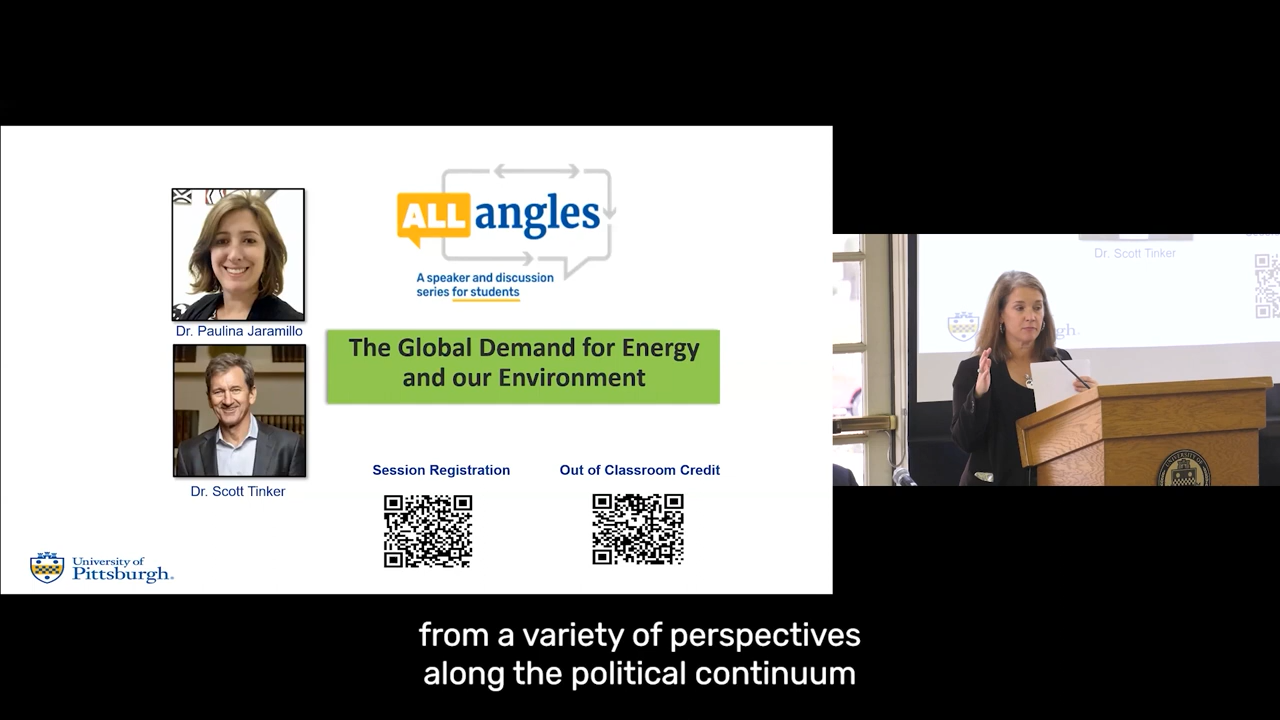 ALL angles
A speaker and discussion
series for students
Dr. Paulina Jaramillo
The Global Demand for Energy
and our Environment
Dr. Scott Tinker
Session Registration
Out of Classroom Credit
University of
Pittsburgh
Dr. Scott Tinker
UNIVERSITY OF
from a variety of perspectives
along the political continuum